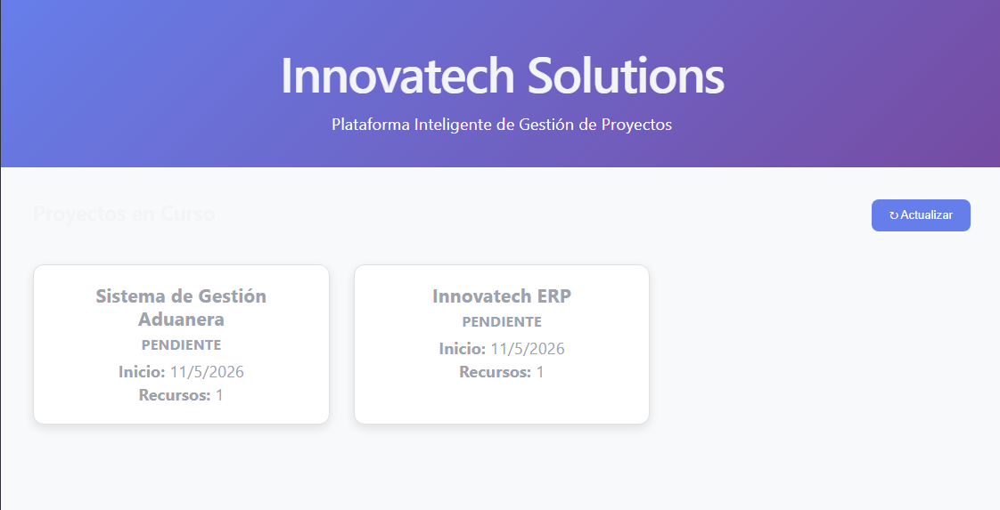 Innovatech Solutions
Plataforma Inteligente de Gestión de Proyectos
Proyectos en Curso
↻ Actualizar
Sistema de Gestión
Aduanera
PENDIENTE
Inicio: 11/5/2026
Recursos: 1
Innovatech ERP
PENDIENTE
Inicio: 11/5/2026
Recursos: 1